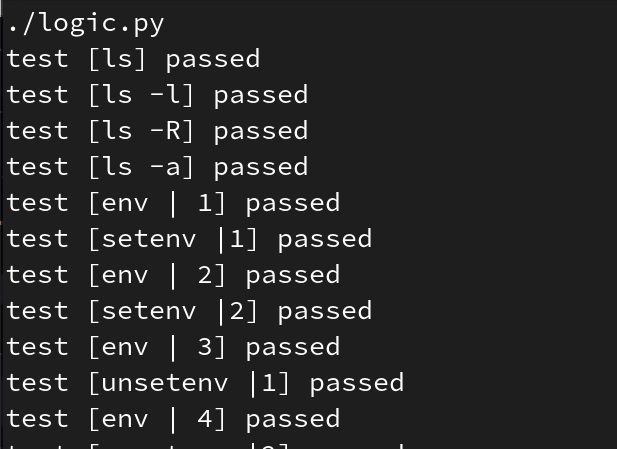 ./logic.py
test [ls] passed
test [ls -l] passed
test [ls -R] passed
test [ls -a] passed
test [env | 1] passed
test [setenv |1] passed
test [env | 2] passed
test [setenv |2] passed
test [env | 3] passed
test [unsetenv |1] passed
test [env | 4] passed